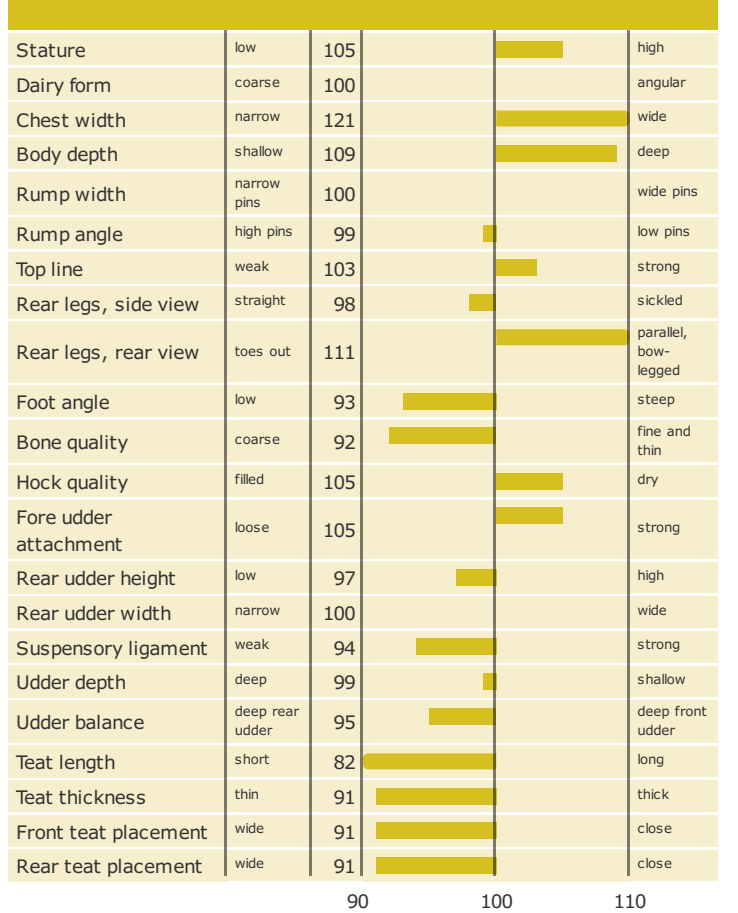 Stature low 105 high
Dairy form coarse 100 angular
Chest width narrow 121 wide
Body depth shallow 109 deep
Rump width narrow pins 100 wide pins
Rump angle high pins 99 low pins
Top line weak 103 strong
Rear legs, side view straight 98 sickled
Rear legs, rear view toes out 111 parallel, bow-legged
Foot angle low 93 steep
Bone quality coarse 92 fine and thin
Hock quality filled 105 dry
Fore udder attachment loose 105 strong
Rear udder height low 97 high
Rear udder width narrow 100 wide
Suspensory ligament weak 94 strong
Udder depth deep 99 shallow
Udder balance deep rear udder 95 deep front udder
Teat length short 82 long
Teat thickness thin 91 thick
Front teat placement wide 91 close
Rear teat placement wide 91 close
90 100 110